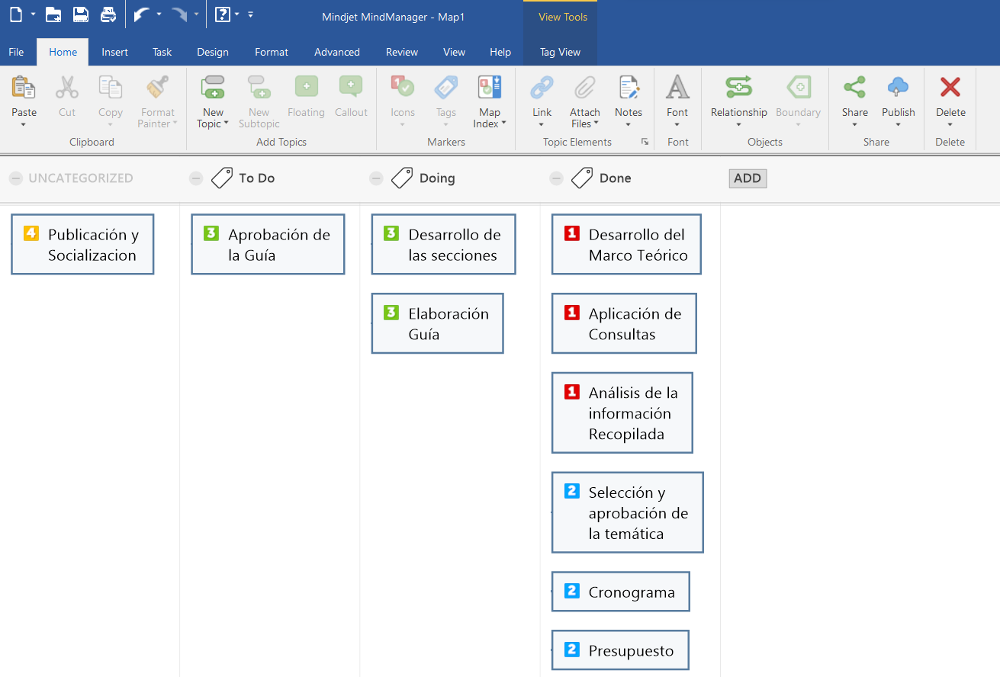 Mindjet MindManager - Map1
View Tools
File Home Insert Task Design Format Advanced Review View Help Tag View
Paste
Cut
Copy
Format
Painter
New
Topic
New
Subtopic
Floating
Callout
Icons
Tags
Map
Index
Link
Attach
Files
Notes
Font
Relationship
Boundary
Share
Publish
Delete
Clipboard
Add Topics
Markers
Topic Elements
Font
Objects
Share
Delete
UNCATEGORIZED
To Do
Doing
Done
ADD
4 Publicación y
Socializacion
3 Aprobación de
la Guía
3 Desarrollo de
las secciones
3 Elaboración
Guía
1 Desarrollo del
Marco Teórico
1 Aplicación de
Consultas
1 Análisis de la
información
Recopilada
2 Selección y
aprobación de
la temática
2 Cronograma
2 Presupuesto